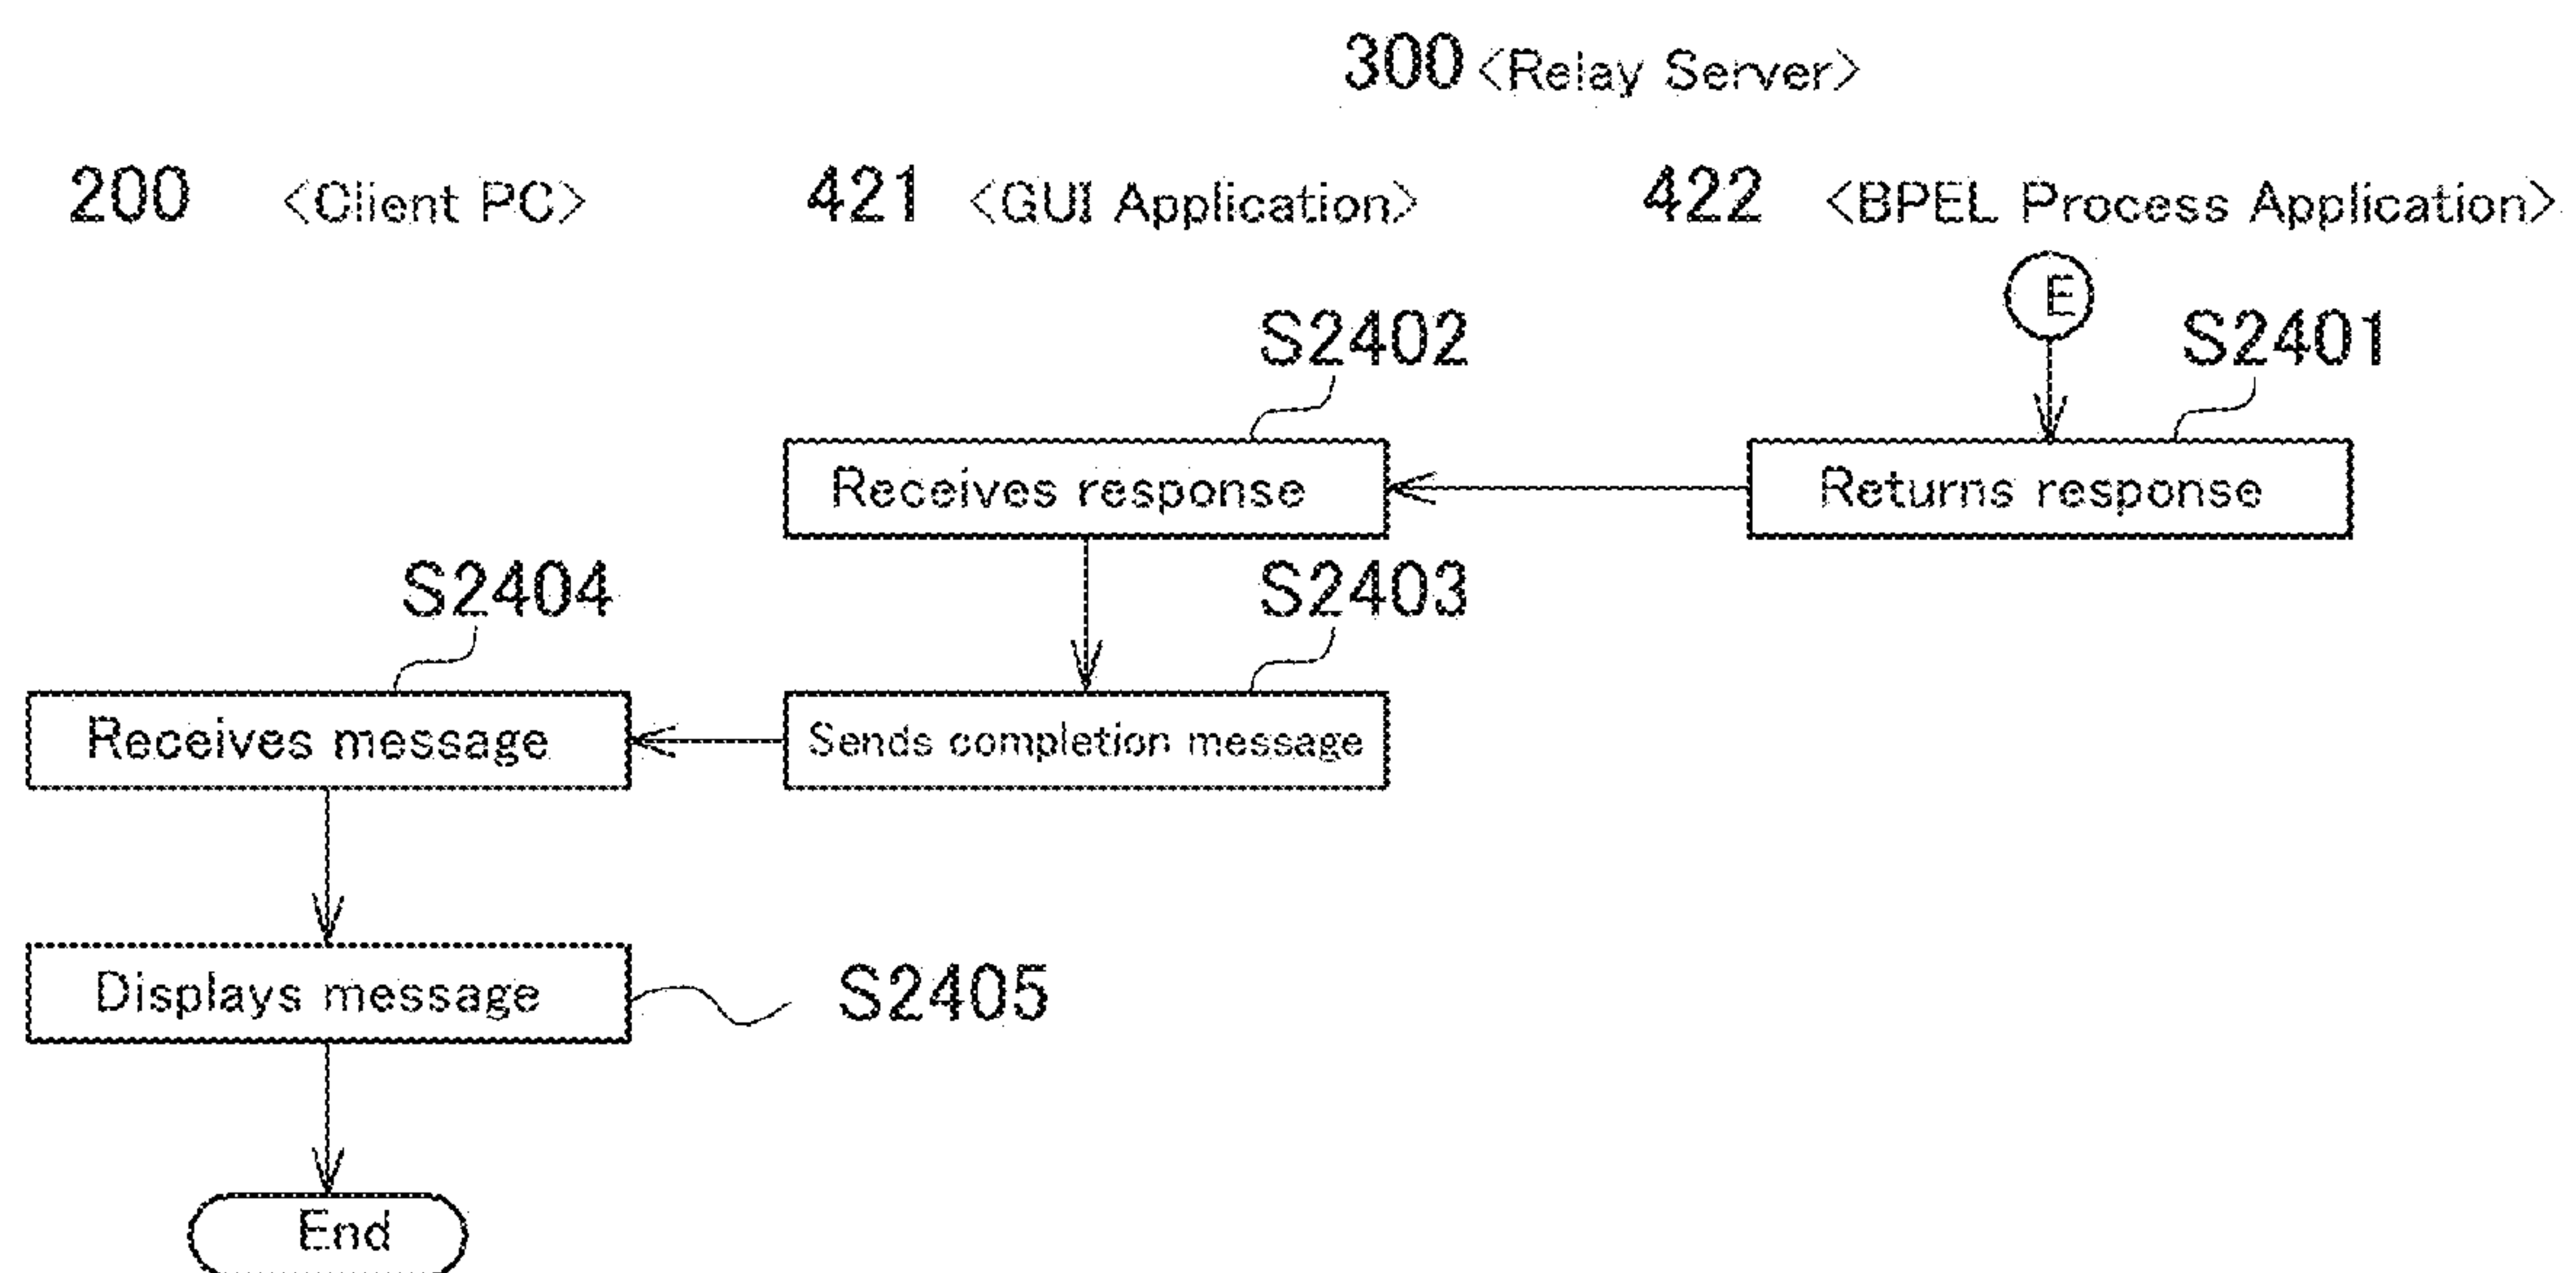 300 <Relay Server>
200 <Client PC> 421 <GUI Application> 422 <BPEL Process Application>
E
S2402 S2401
Receives response Returns response
S2404 S2403
Receives message Sends completion message
Displays message S2405
End